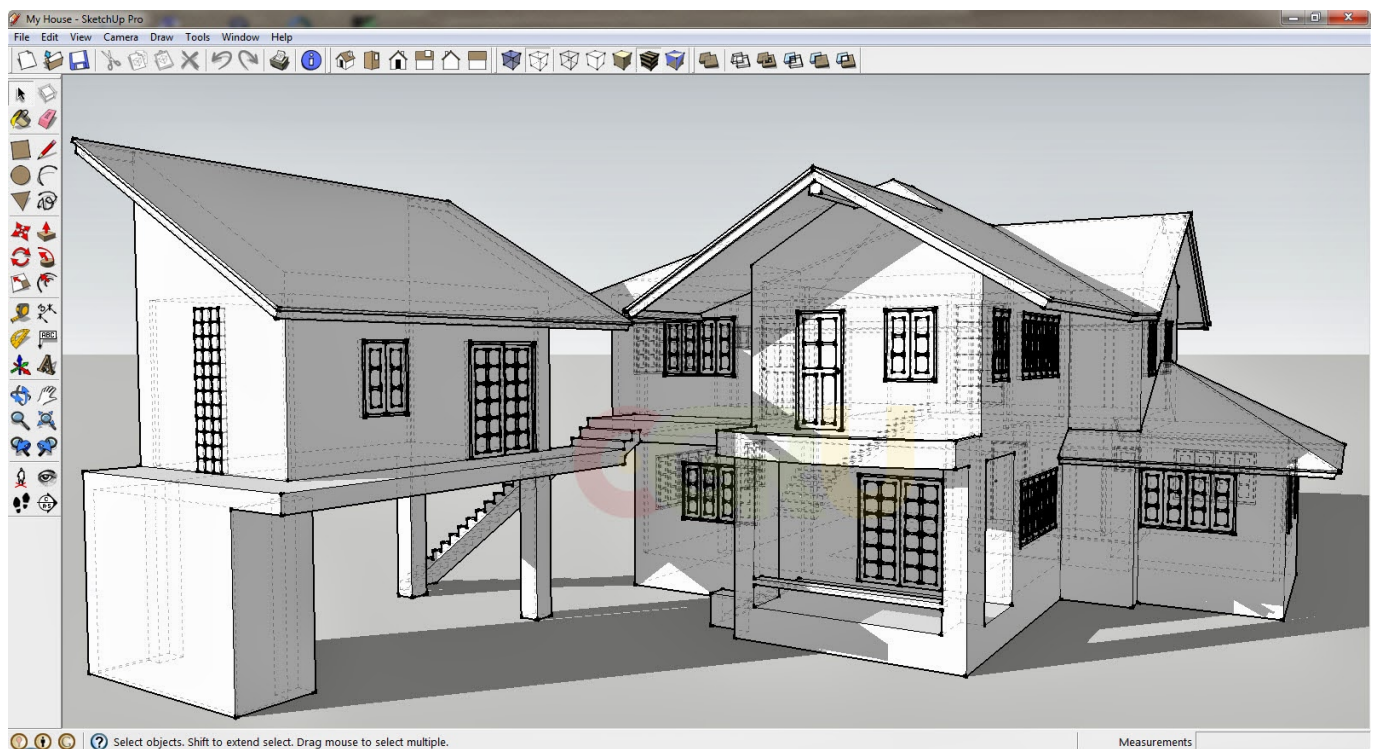 My House - SketchUp Pro
File Edit View Camera Draw Tools Window Help
ABC
Select objects. Shift to extend select. Drag mouse to select multiple.
Measurements